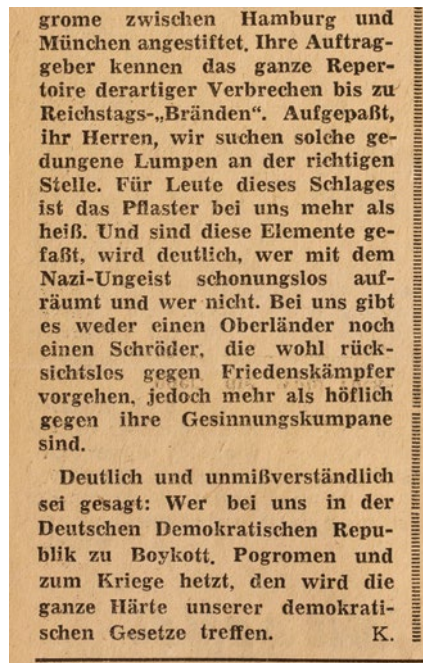 grome zwischen Hamburg und
München angestiftet. Ihre Auftrag-
geber kennen das ganze Reper-
toire derartiger Verbrechen bis zu
Reichstags-„Bränden“. Aufgepaßt,
ihr Herren, wir suchen solche ge-
dungene Lumpen an der richtigen
Stelle. Für Leute dieses Schlages
ist das Pflaster bei uns mehr als
heiß. Und sind diese Elemente ge-
faßt, wird deutlich, wer mit dem
Nazi-Ungeist schonungslos auf-
räumt und wer nicht. Bei uns gibt
es weder einen Oberländer noch
einen Schröder, die wohl rück-
sichtslos gegen Friedenskämpfer
vorgehen, jedoch mehr als höflich
gegen ihre Gesinnungskumpane
sind.
Deutlich und unmißverständlich
sei gesagt: Wer bei uns in der
Deutschen Demokratischen Repu-
blik zu Boykott, Pogromen und
zum Kriege hetzt, den wird die
ganze Härte unserer demokrati-
schen Gesetze treffen. K.